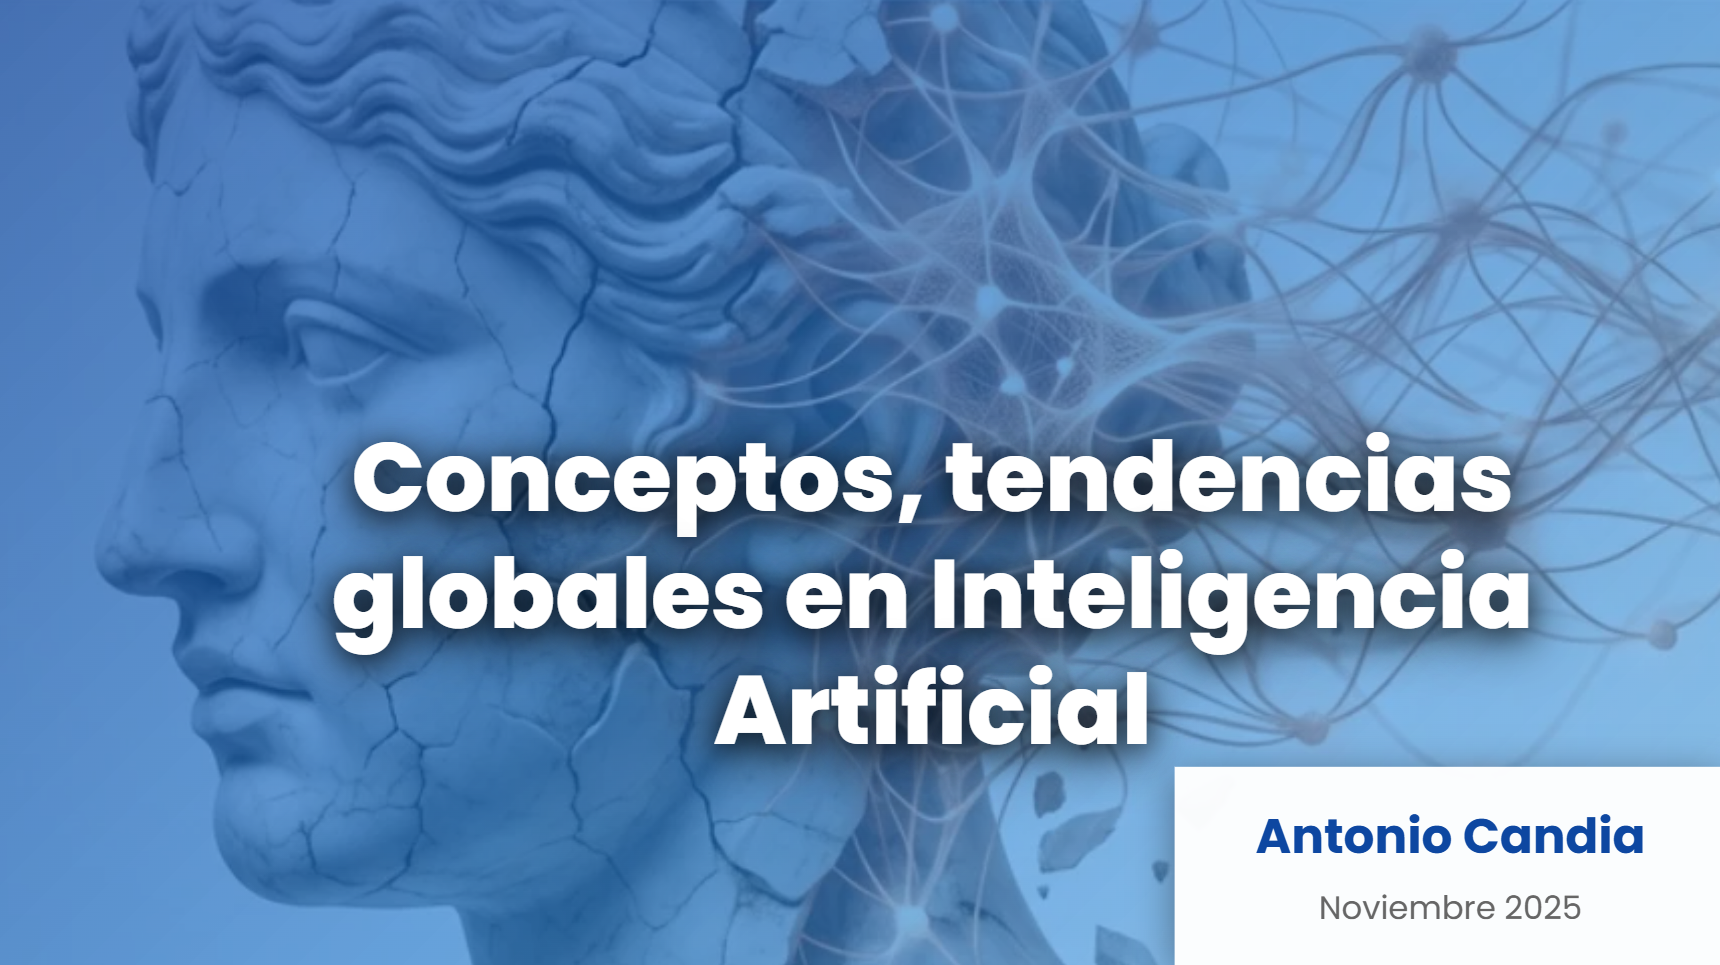 Conceptos, tendencias
globales en Inteligencia
Artificial
Antonio Candia
Noviembre 2025